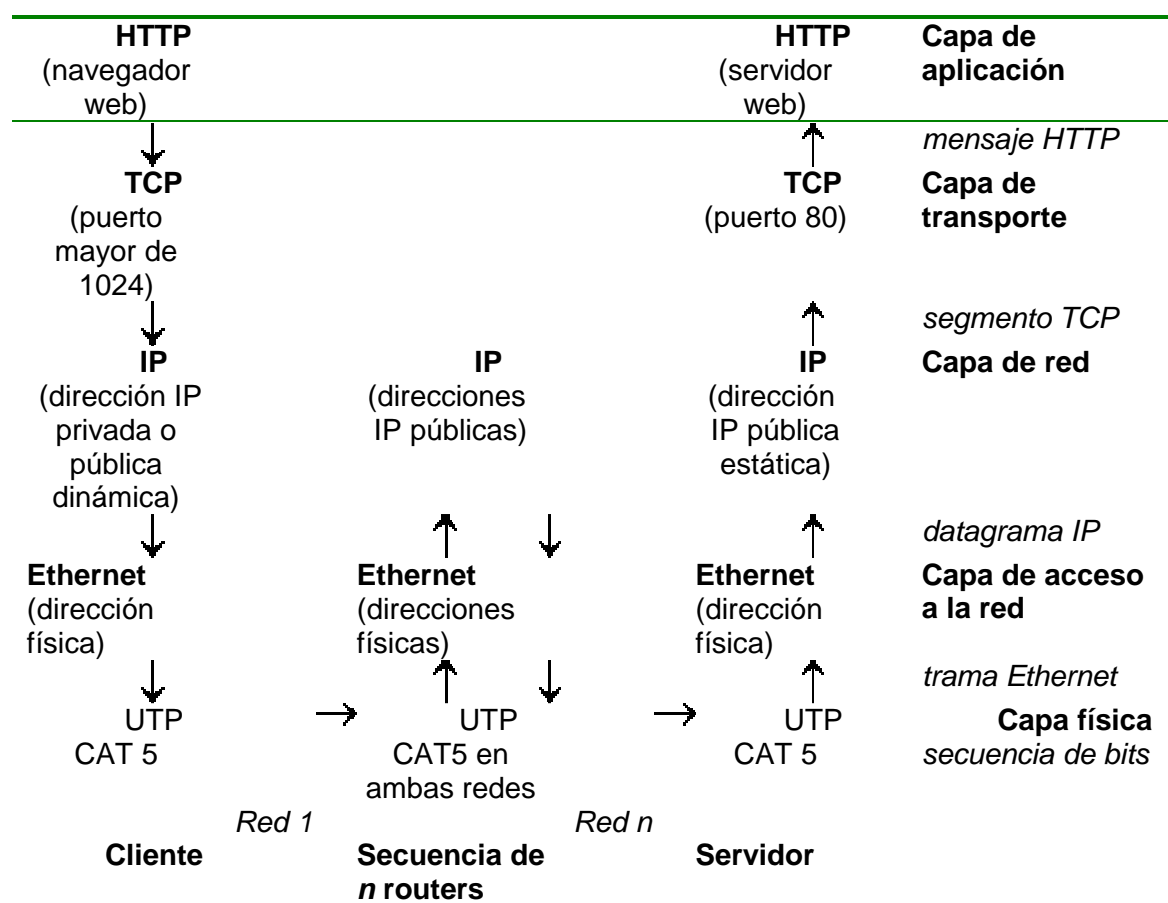 HTTP HTTP Capa de
(navegador (servidor aplicación
web) web)
mensaje HTTP
TCP TCP Capa de
(puerto (puerto 80) transporte
mayor de
1024)
segmento TCP
IP IP IP Capa de red
(dirección IP (direcciones (dirección
privada o IP públicas) IP pública
pública estática)
dinámica)
datagrama IP
Ethernet Ethernet Ethernet Capa de acceso
(dirección (direcciones (dirección a la red
física) físicas) física)
trama Ethernet
UTP UTP UTP Capa física
CAT 5 CAT5 en CAT 5 secuencia de bits
ambas redes
Red 1 Red n
Cliente Secuencia de Servidor
n routers